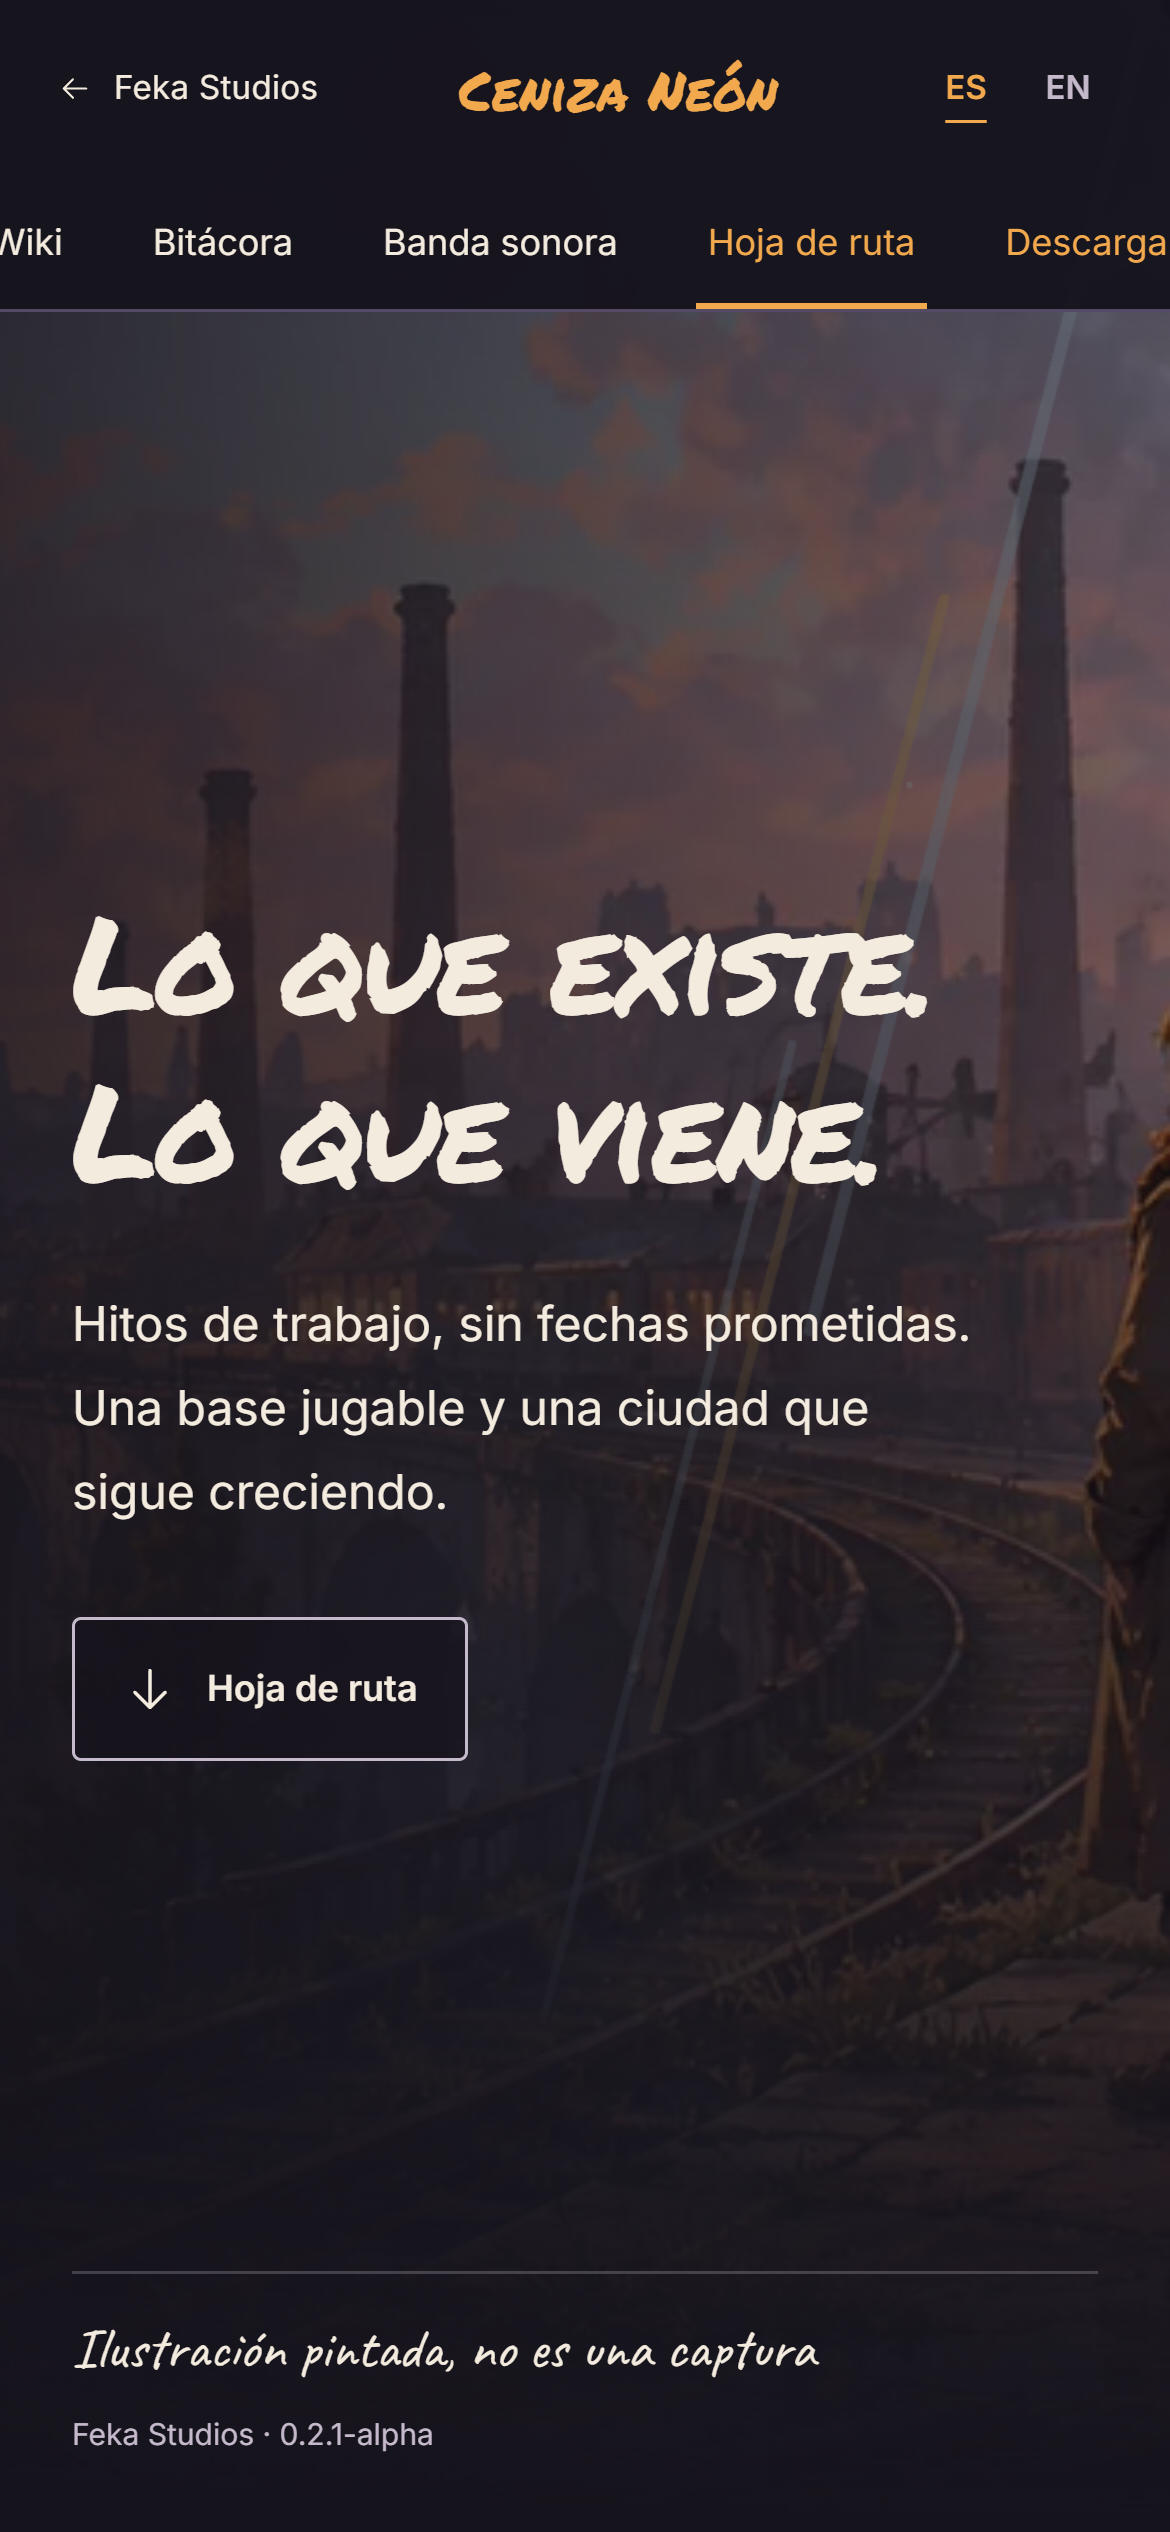 Feka Studios
Ceniza Neón
ES EN
Wiki Bitácora Banda sonora Hoja de ruta Descarga
Lo que existe.
Lo que viene.
Hitos de trabajo, sin fechas prometidas.
Una base jugable y una ciudad que
sigue creciendo.
Hoja de ruta
Ilustración pintada, no es una captura
Feka Studios · 0.2.1-alpha